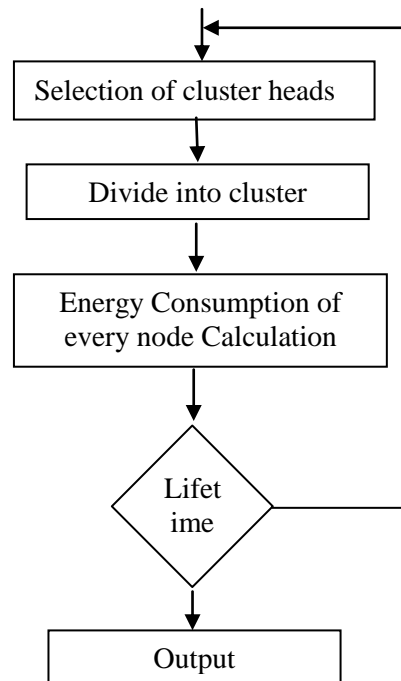 Selection of cluster heads
Divide into cluster
Energy Consumption of
every node Calculation
Lifet
ime
Output